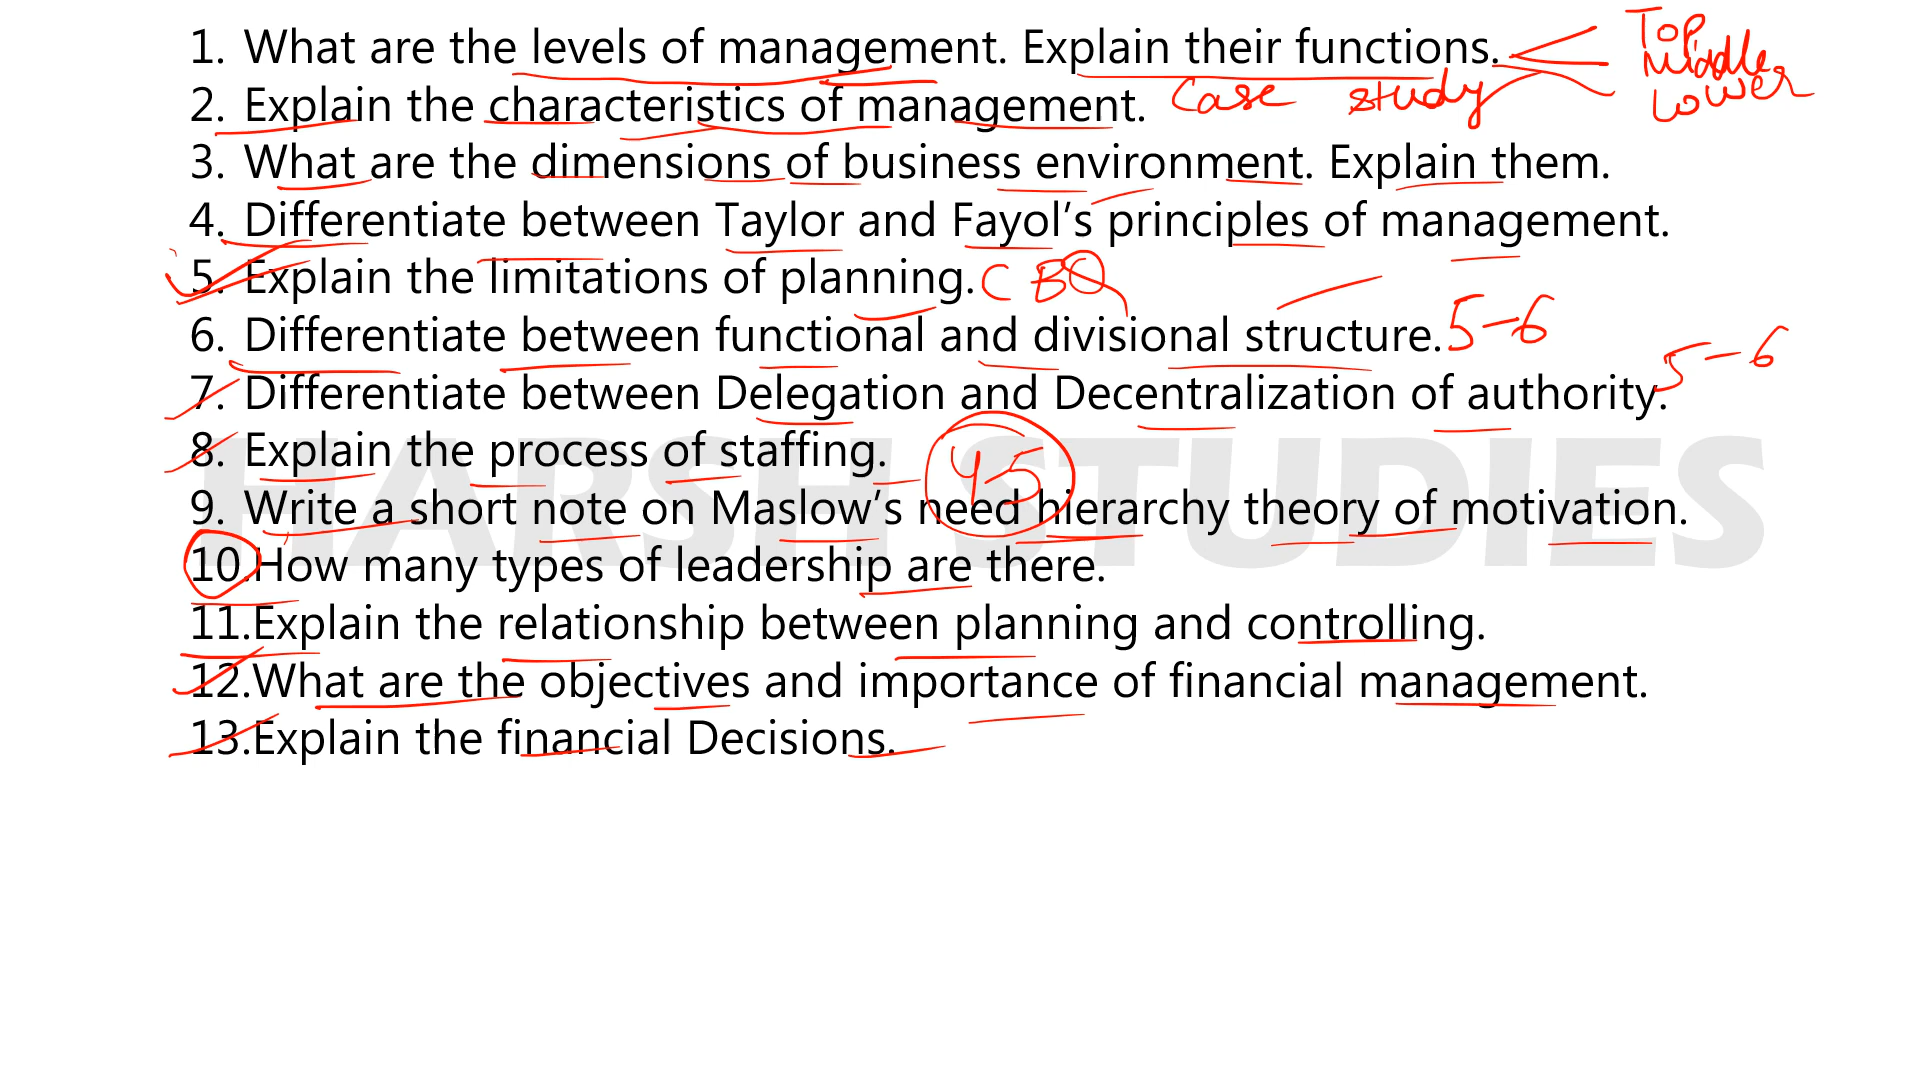 1. What are the levels of management. Explain their functions. Top
Middle
Lower
2. Explain the characteristics of management. Case study
3. What are the dimensions of business environment. Explain them.
4. Differentiate between Taylor and Fayol’s principles of management.
5. Explain the limitations of planning. CBQ
6. Differentiate between functional and divisional structure. 5-6
7. Differentiate between Delegation and Decentralization of authority. 5-6
8. Explain the process of staffing. 45
9. Write a short note on Maslow’s need hierarchy theory of motivation.
10.How many types of leadership are there.
11.Explain the relationship between planning and controlling.
12.What are the objectives and importance of financial management.
13.Explain the financial Decisions.
HARSH STUDIES